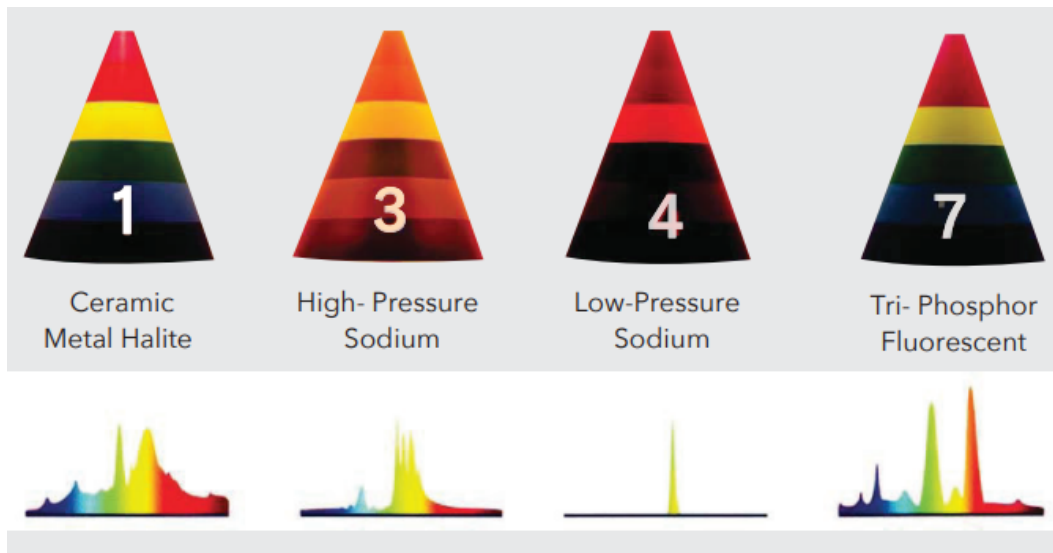 1
3
4
7
Ceramic
Metal Halite
High- Pressure
Sodium
Low-Pressure
Sodium
Tri- Phosphor
Fluorescent